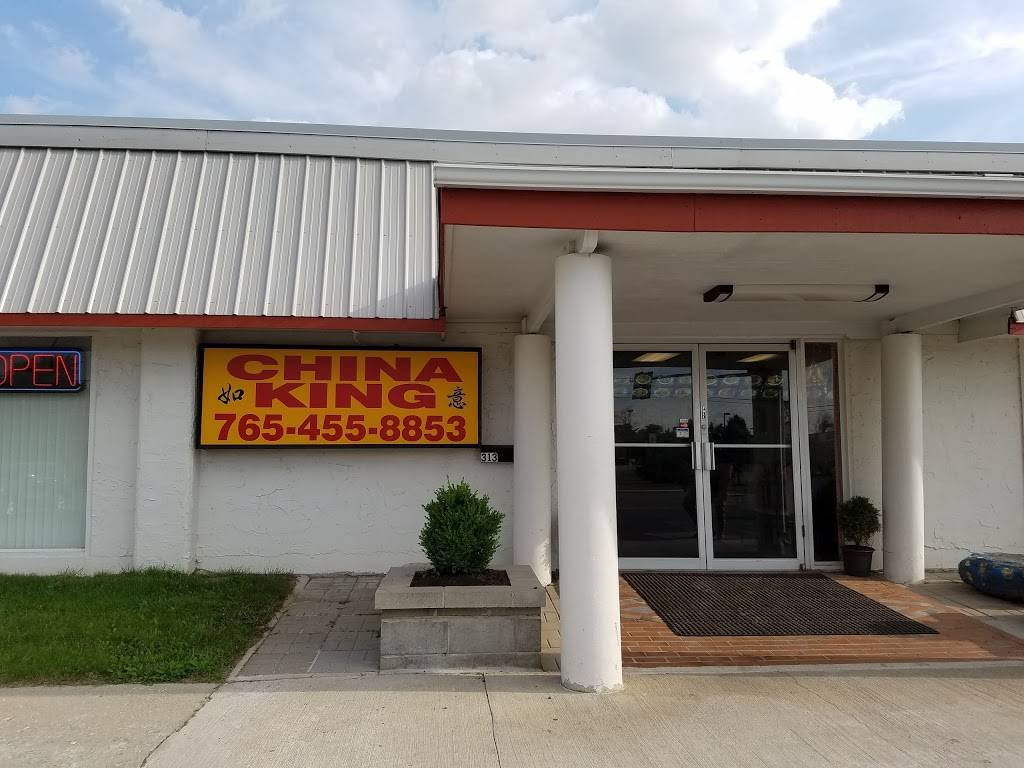 OPEN
CHINA
如 KING 意
765-455-8853
313